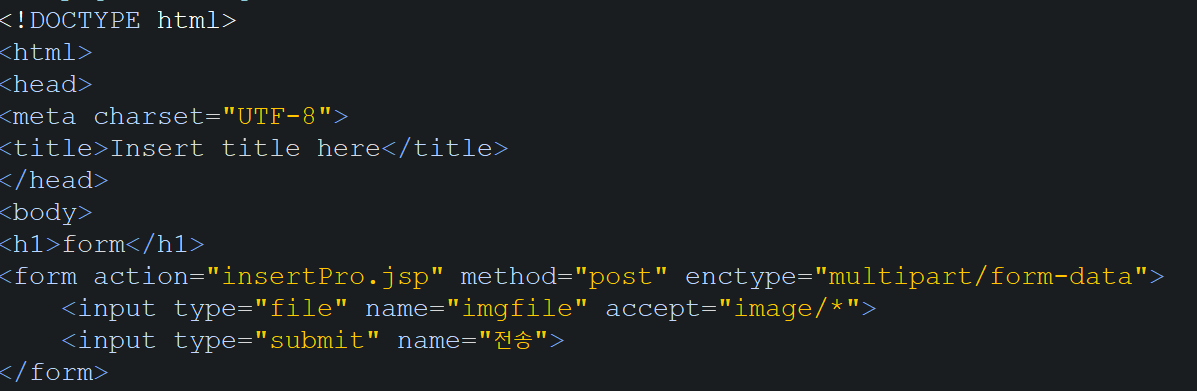 <!DOCTYPE html>
<html>
<head>
<meta charset="UTF-8">
<title>Insert title here</title>
</head>
<body>
<h1>form</h1>
<form action="insertPro.jsp" method="post" enctype="multipart/form-data">
    <input type="file" name="imgfile" accept="image/*">
    <input type="submit" name="전송">
</form>